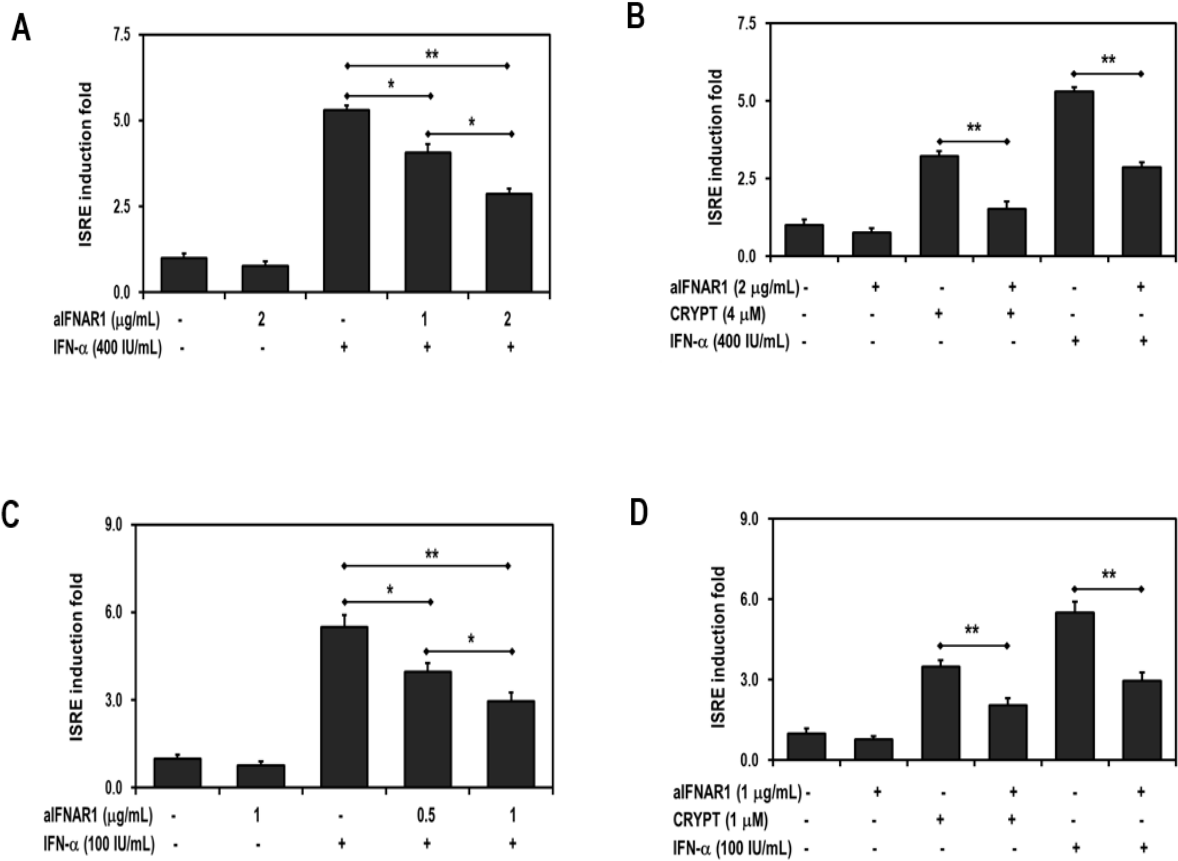 A
ISRE induction fold
7.5
5.0
2.5
0.0
**
*
*
aIFNAR1 (μg/mL) - 2 - 1 2
IFN-α (400 IU/mL) - - + + +
B
ISRE induction fold
7.5
5.0
2.5
0.0
**
**
aIFNAR1 (2 μg/mL) - + - + - +
CRYPT (4 μM) - - + + - -
IFN-α (400 IU/mL) - - - - + +
C
ISRE induction fold
9.0
6.0
3.0
0.0
**
*
*
aIFNAR1 (μg/mL) - 1 - 0.5 1
IFN-α (100 IU/mL) - - + + +
D
ISRE induction fold
9.0
6.0
3.0
0.0
**
**
aIFNAR1 (1 μg/mL) - + - + - +
CRYPT (1 μM) - - + + - -
IFN-α (100 IU/mL) - - - - + +